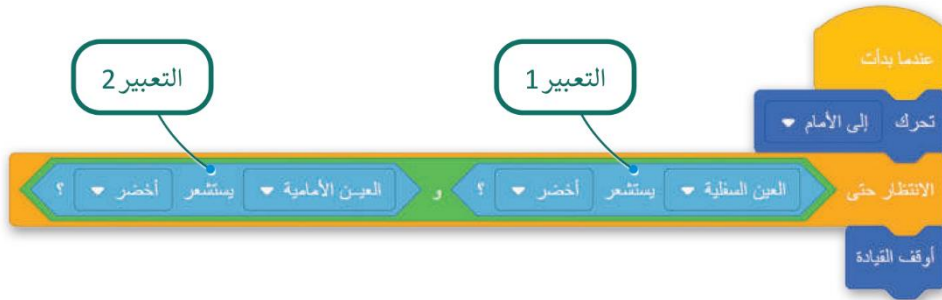 عندما بدأت
التعبير 1
التعبير 2
تحرك إلى الأمام
الانتظار حتى العين السفلية يستشعر أخضر ؟ و العين الأمامية يستشعر أخضر ؟
أوقف القيادة